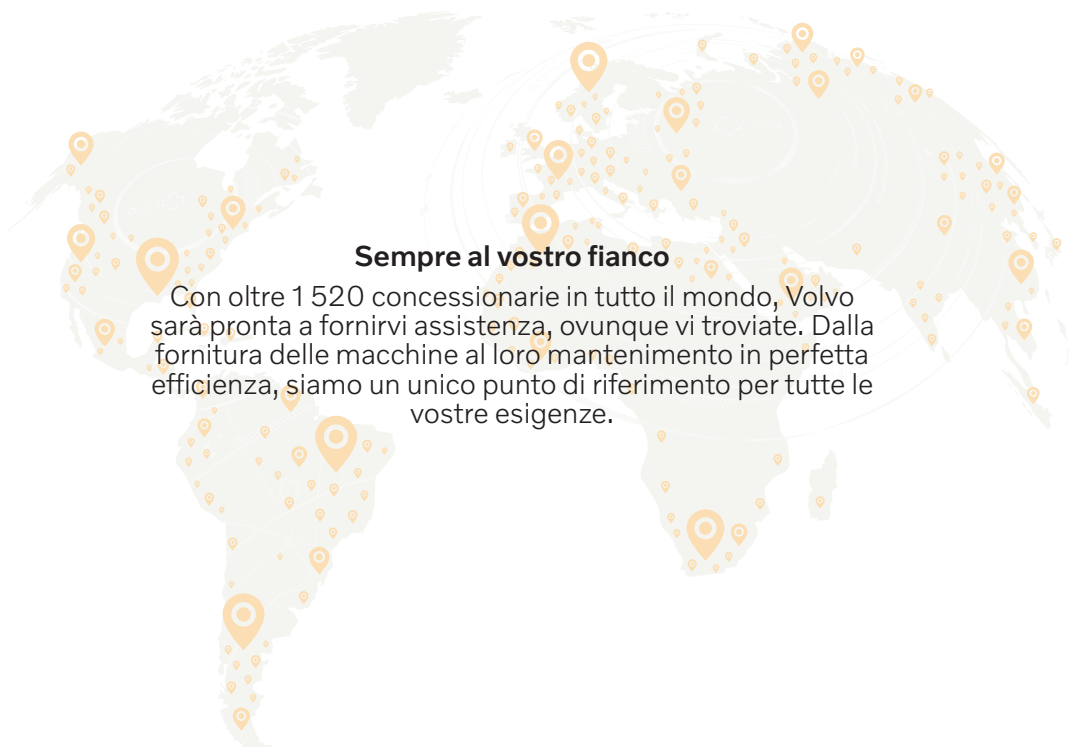 Sempre al vostro fianco
Con oltre 1 520 concessionarie in tutto il mondo, Volvo
sarà pronta a fornirvi assistenza, ovunque vi troviate. Dalla
fornitura delle macchine al loro mantenimento in perfetta
efficienza, siamo un unico punto di riferimento per tutte le
vostre esigenze.